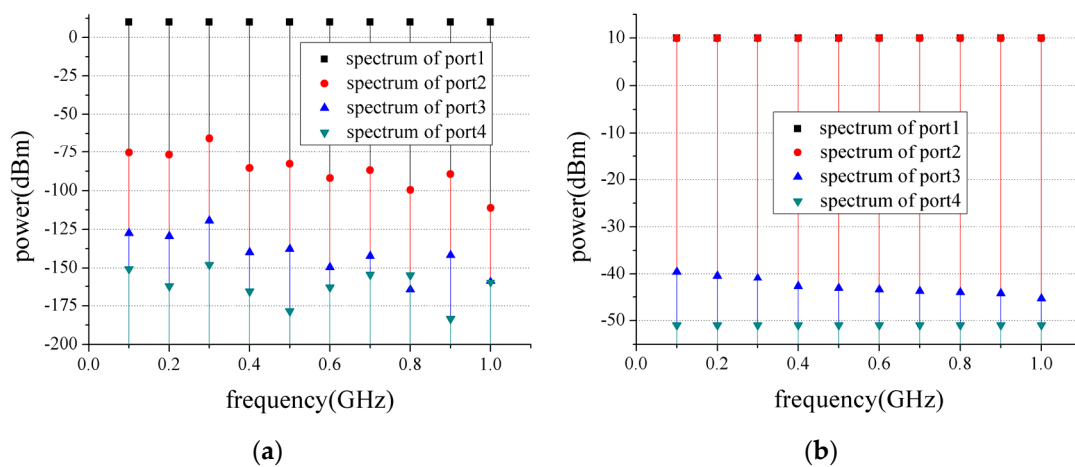 0
-25
-50
-75
-100
-125
-150
-175
-200
power(dBm)
spectrum of port1
spectrum of port2
spectrum of port3
spectrum of port4
0.0 0.2 0.4 0.6 0.8 1.0
frequency(GHz)
(a)
10
0
-10
-20
-30
-40
-50
power(dBm)
spectrum of port1
spectrum of port2
spectrum of port3
spectrum of port4
0.0 0.2 0.4 0.6 0.8 1.0
frequency(GHz)
(b)